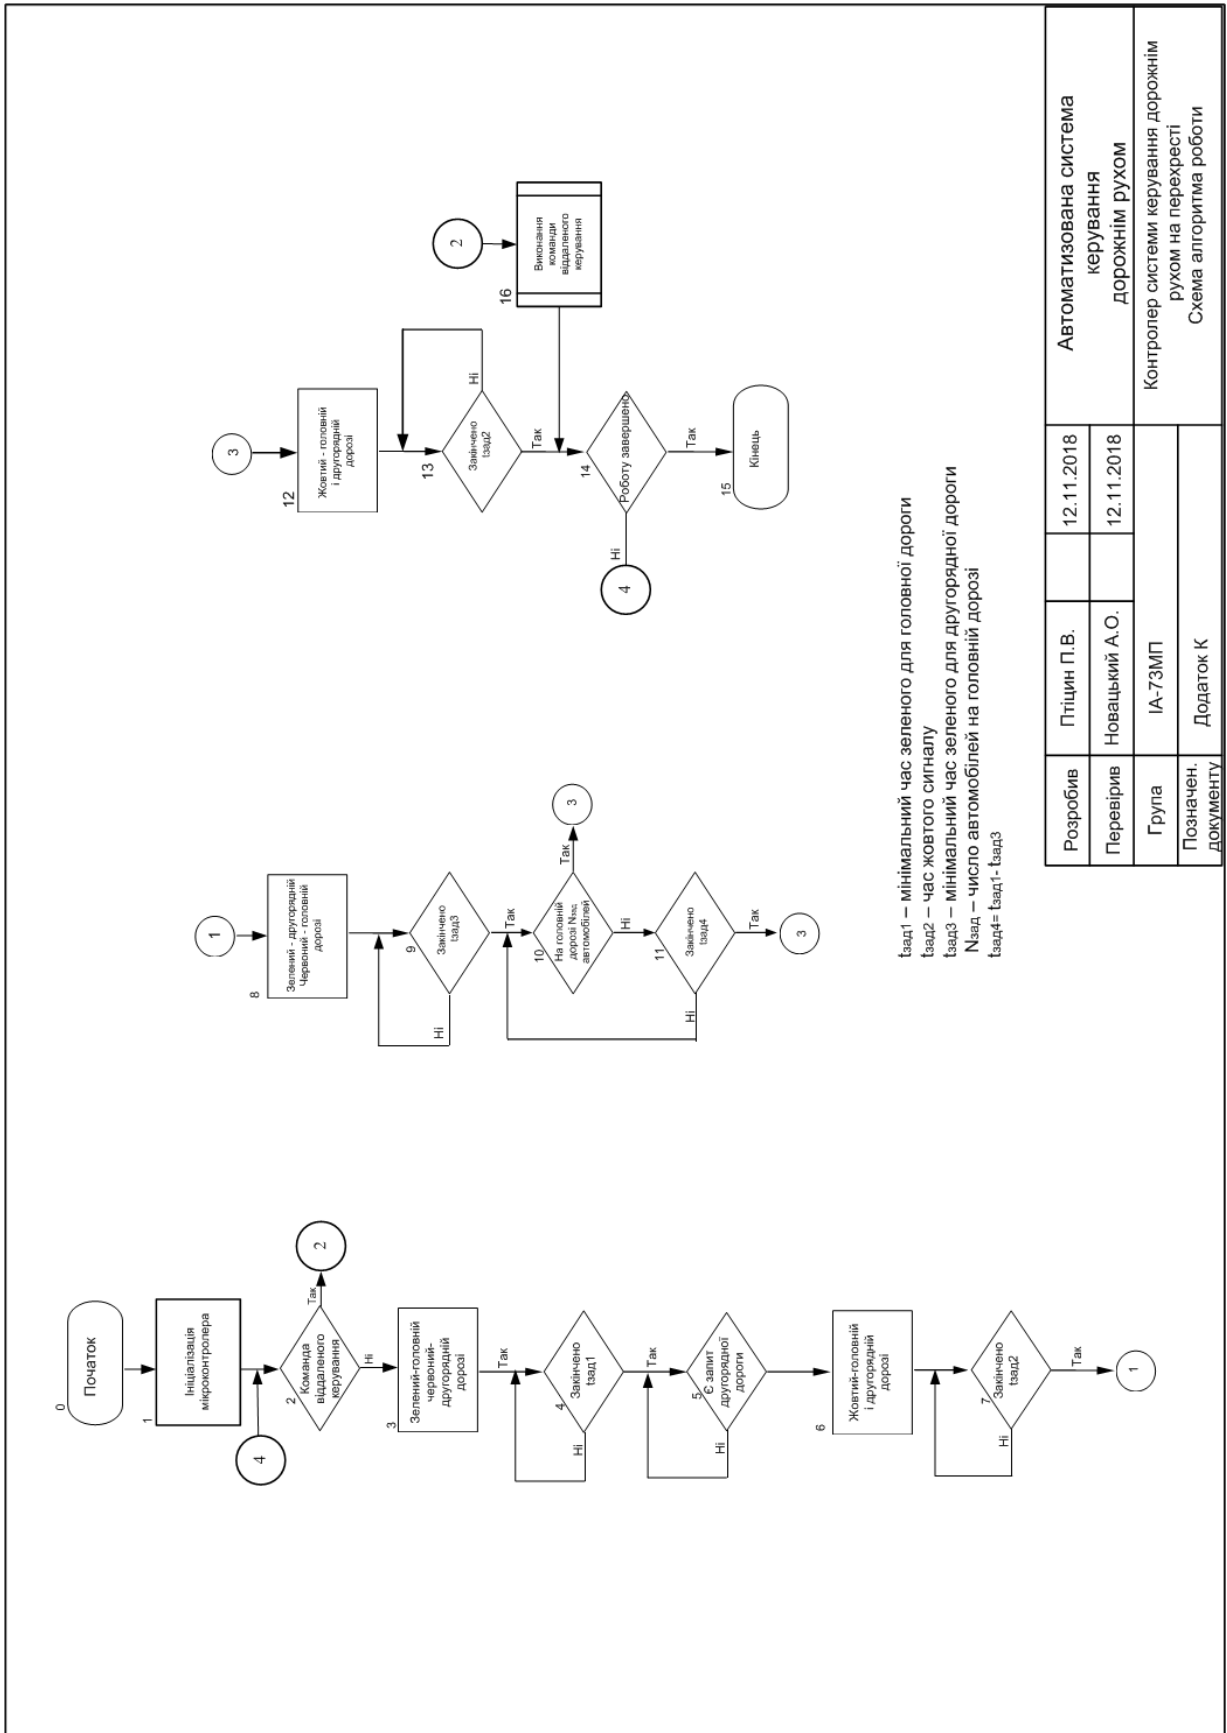 0
Початок
1
Ініціалізація
мікроконтролера
4
2
Команда
віддаленого
керування
Так
2
Ні
3
Зелений-головній
червоний-
другорядній
дорозі
Так
4
Закінчено
tзад1
Ні
Так
5
Є запит
другорядної
дороги
Ні
6
Жовтий-головній
і другорядній
дорозі
7
Закінчено
tзад2
Ні
Так
1
1
8
Зелений - другорядній
Червоний - головній
дорозі
9
Закінчено
tзад3
Ні
Так
10
На головній
дорозі Nзад
автомобілей
Так
3
Ні
11
Закінчено
tзад4
Ні
Так
3
3
12
Жовтий - головній
і другорядній
дорозі
13
Закінчено
tзад2
Ні
Так
2
16
Виконання
команди
віддаленого
керування
14
Роботу завершено
Ні
4
Так
15
Кінець
tзад1 – мінімальний час зеленого для головної дороги
tзад2 – час жовтого сигналу
tзад3 – мінімальний час зеленого для другорядної дороги
Nзад – число автомобілей на головній дорозі
tзад4= tзад1- tзад3
Розробив Птіцин П.В. 12.11.2018
Перевірив Новацький А.О. 12.11.2018
Група ІА-73МП
Позначен.
документу
Додаток К
Автоматизована система
керування
дорожнім рухом
Контролер системи керування дорожнім
рухом на перехресті
Схема алгоритма роботи